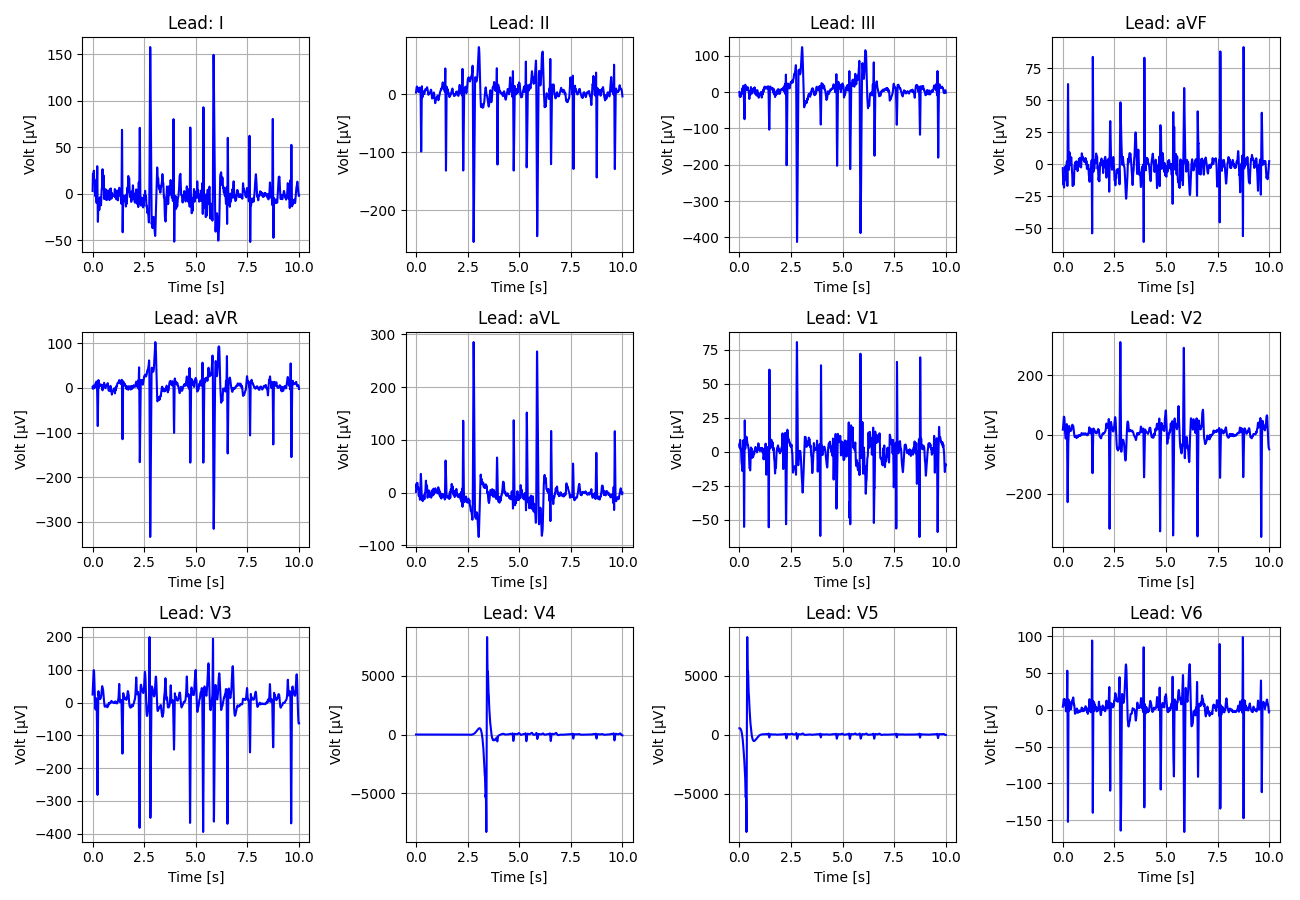 Lead: I
Volt [µV]
150
100
50
0
−50
0.0 2.5 5.0 7.5 10.0
Time [s]
Lead: II
Volt [µV]
0
−100
−200
0.0 2.5 5.0 7.5 10.0
Time [s]
Lead: III
Volt [µV]
100
0
−100
−200
−300
−400
0.0 2.5 5.0 7.5 10.0
Time [s]
Lead: aVF
Volt [µV]
75
50
25
0
−25
−50
0.0 2.5 5.0 7.5 10.0
Time [s]
Lead: aVR
Volt [µV]
100
0
−100
−200
−300
0.0 2.5 5.0 7.5 10.0
Time [s]
Lead: aVL
Volt [µV]
300
200
100
0
−100
0.0 2.5 5.0 7.5 10.0
Time [s]
Lead: V1
Volt [µV]
75
50
25
0
−25
−50
0.0 2.5 5.0 7.5 10.0
Time [s]
Lead: V2
Volt [µV]
200
0
−200
0.0 2.5 5.0 7.5 10.0
Time [s]
Lead: V3
Volt [µV]
200
100
0
−100
−200
−300
−400
0.0 2.5 5.0 7.5 10.0
Time [s]
Lead: V4
Volt [µV]
5000
0
−5000
0.0 2.5 5.0 7.5 10.0
Time [s]
Lead: V5
Volt [µV]
5000
0
−5000
0.0 2.5 5.0 7.5 10.0
Time [s]
Lead: V6
Volt [µV]
100
50
0
−50
−100
−150
0.0 2.5 5.0 7.5 10.0
Time [s]